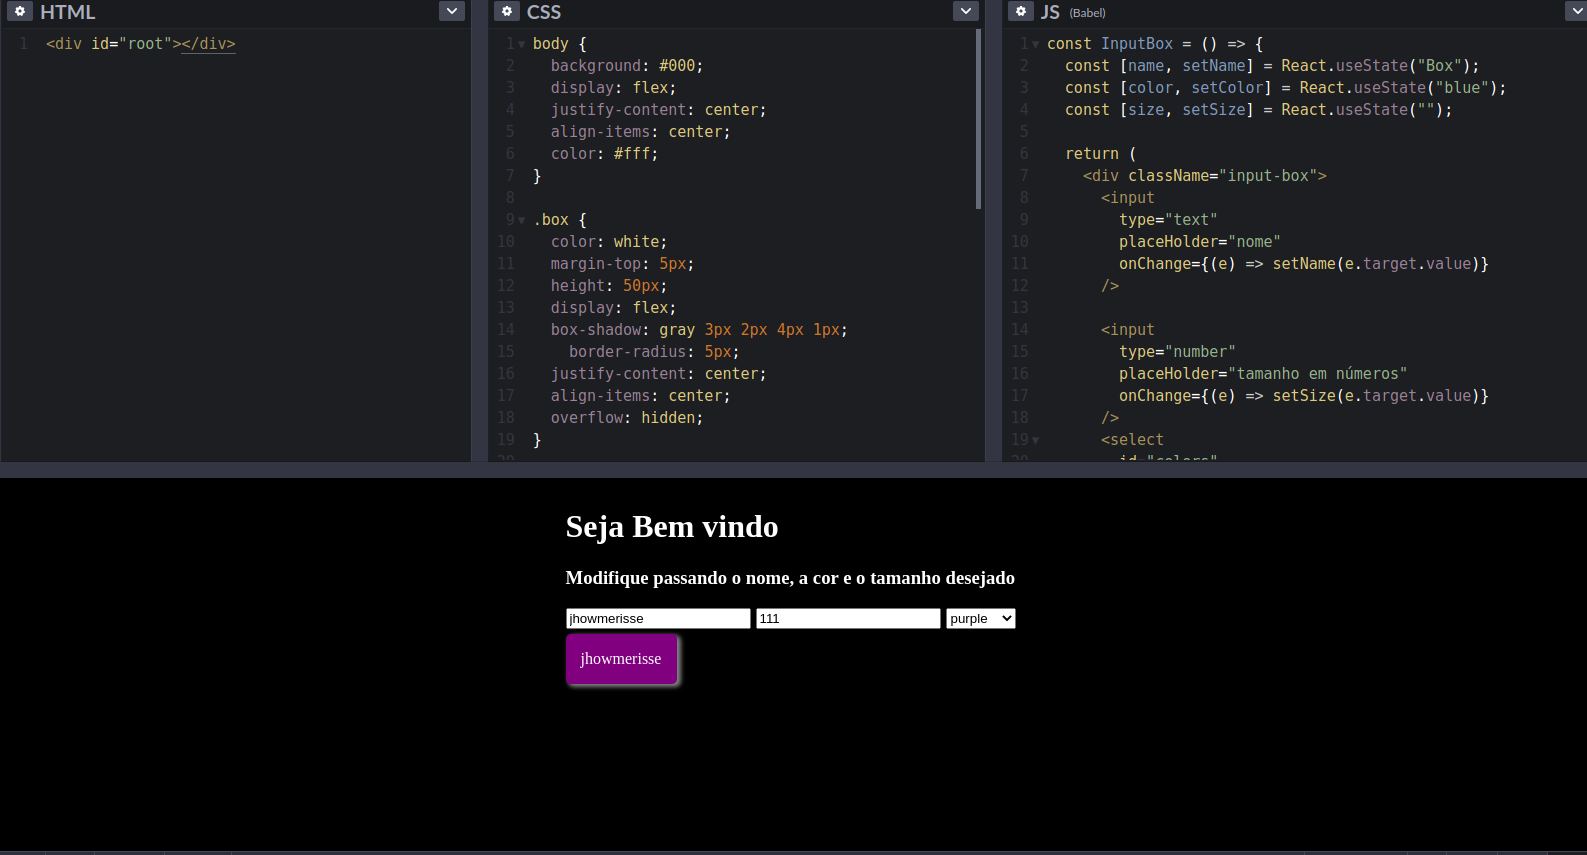 HTML
1 <div id="root"></div>
CSS
1 body {
2 background: #000;
3 display: flex;
4 justify-content: center;
5 align-items: center;
6 color: #fff;
7 }
8
9 .box {
10 color: white;
11 margin-top: 5px;
12 height: 50px;
13 display: flex;
14 box-shadow: gray 3px 2px 4px 1px;
15 border-radius: 5px;
16 justify-content: center;
17 align-items: center;
18 overflow: hidden;
19 }
20
JS (Babel)
1 const InputBox = () => {
2 const [name, setName] = React.useState("Box");
3 const [color, setColor] = React.useState("blue");
4 const [size, setSize] = React.useState("");
5
6 return (
7 <div className="input-box">
8 <input
9 type="text"
10 placeHolder="nome"
11 onChange={(e) => setName(e.target.value)}
12 />
13
14 <input
15 type="number"
16 placeHolder="tamanho em números"
17 onChange={(e) => setSize(e.target.value)}
18 />
19 <select
20 id="colors"
Seja Bem vindo
Modifique passando o nome, a cor e o tamanho desejado
jhowmerisse 111 purple
jhowmerisse